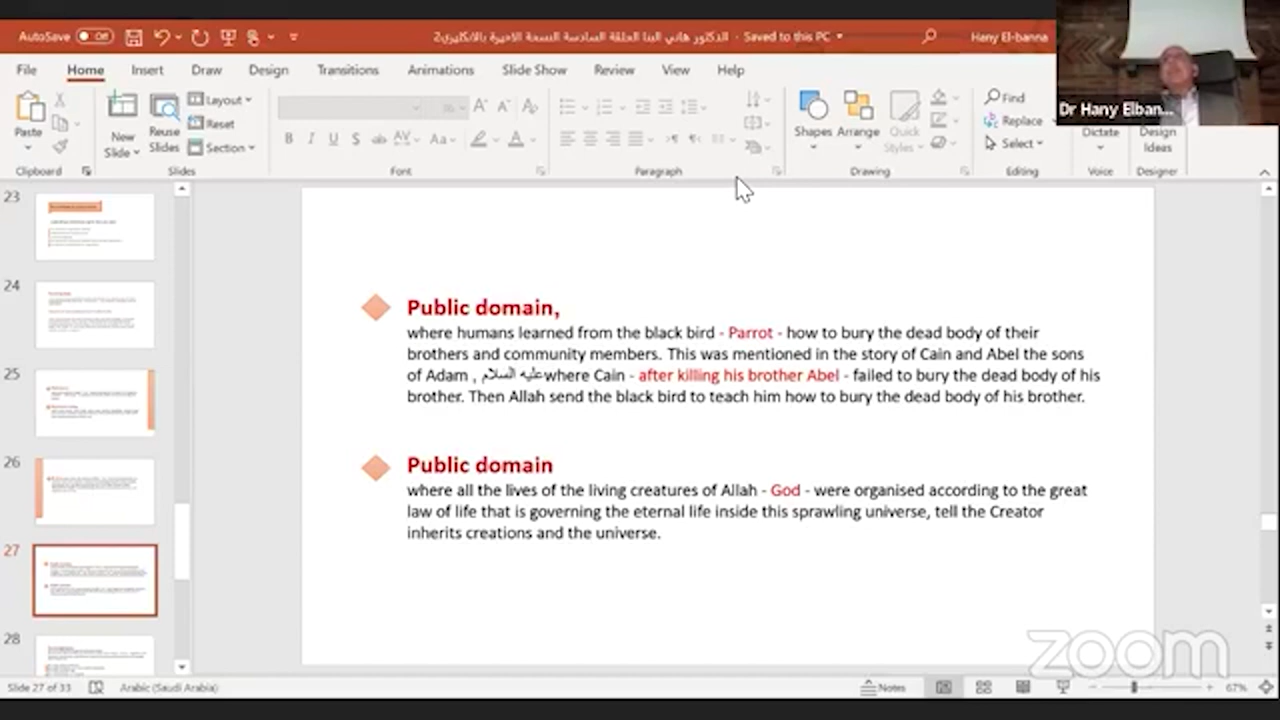 AutoSave Off
الدكتور هاني البنا الحلقة السادسة النسخة الاخيرة بالانكليزي2 - Saved to this PC
Hany El-banna
File Home Insert Draw Design Transitions Animations Slide Show Review View Help
Dr Hany Elban...
Paste
New Slide
Reuse Slides
Layout
Reset
Section
B I U S ab AV Aa A
Shapes
Arrange
Quick Styles
Find
Replace
Select
Dictate
Design Ideas
Clipboard Slides Font Paragraph Drawing Editing Voice Designer
23
24
25
26
27
28
Public domain,
where humans learned from the black bird - Parrot - how to bury the dead body of their
brothers and community members. This was mentioned in the story of Cain and Abel the sons
of Adam , عليه السلام where Cain - after killing his brother Abel - failed to bury the dead body of his
brother. Then Allah send the black bird to teach him how to bury the dead body of his brother.
Public domain
where all the lives of the living creatures of Allah - God - were organised according to the great
law of life that is governing the eternal life inside this sprawling universe, tell the Creator
inherits creations and the universe.
zoom
Slide 27 of 33
Arabic (Saudi Arabia)
Notes
67%